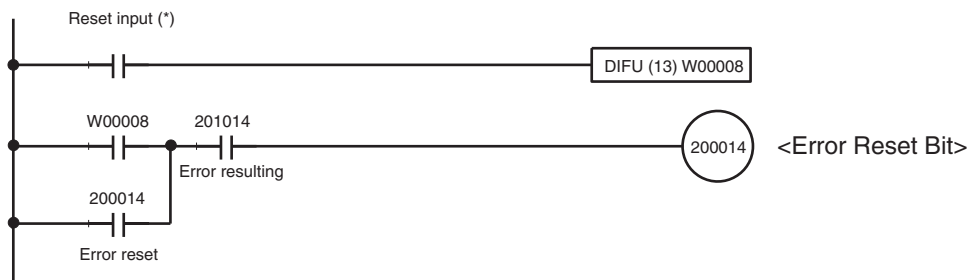 Reset input (*)
DIFU (13) W00008
W00008 201014
200014 <Error Reset Bit>
Error resulting
200014
Error reset